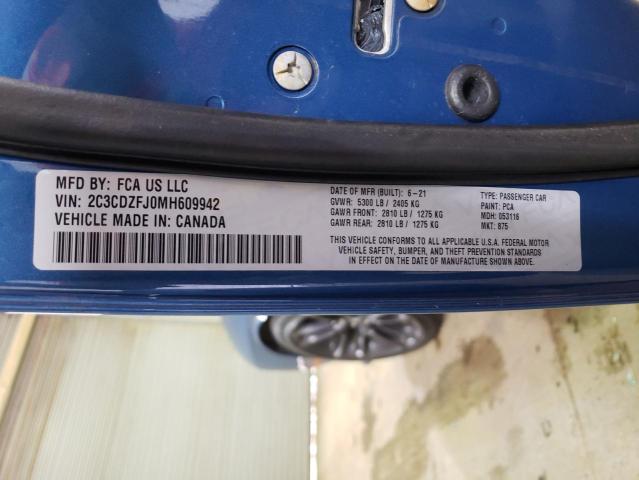 MFD BY: FCA US LLC
VIN: 2C3CDZFJ0MH609942
VEHICLE MADE IN: CANADA
DATE OF MFR (BUILT): 6-21
GVWR: 5300 LB / 2405 KG
GAWR FRONT: 2810 LB / 1275 KG
GAWR REAR: 2810 LB / 1275 KG
TYPE: PASSENGER CAR
PAINT: PCA
MDH: 053116
MKT: 875
THIS VEHICLE CONFORMS TO ALL APPLICABLE U.S.A. FEDERAL MOTOR
VEHICLE SAFETY, BUMPER, AND THEFT PREVENTION STANDARDS
IN EFFECT ON THE DATE OF MANUFACTURE SHOWN ABOVE.